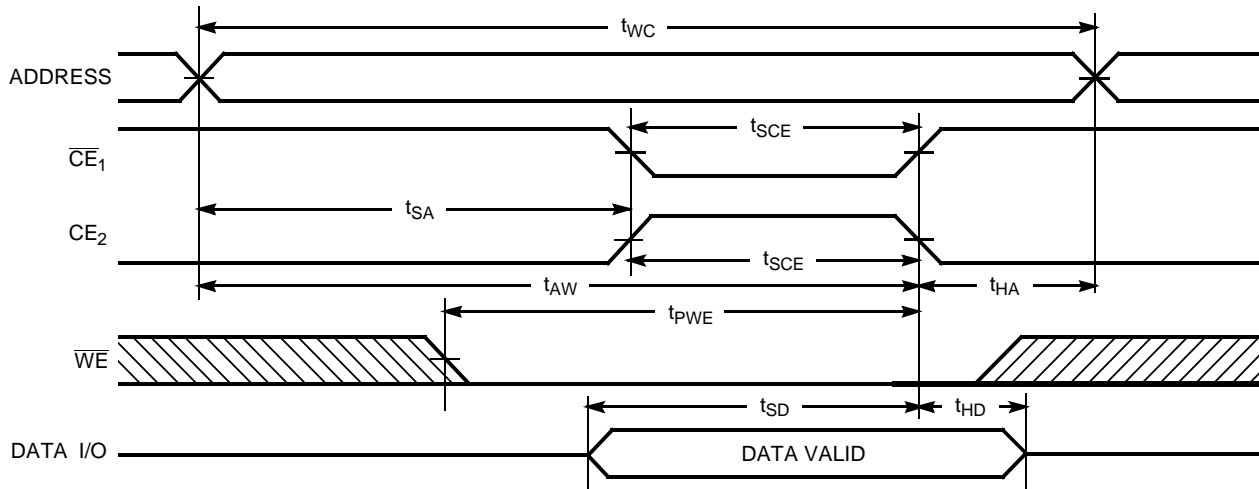 tWC
ADDRESS
tSCE
CE1
tSA
CE2
tSCE
tAW
tHA
tPWE
WE
tSD
tHD
DATA I/O
DATA VALID